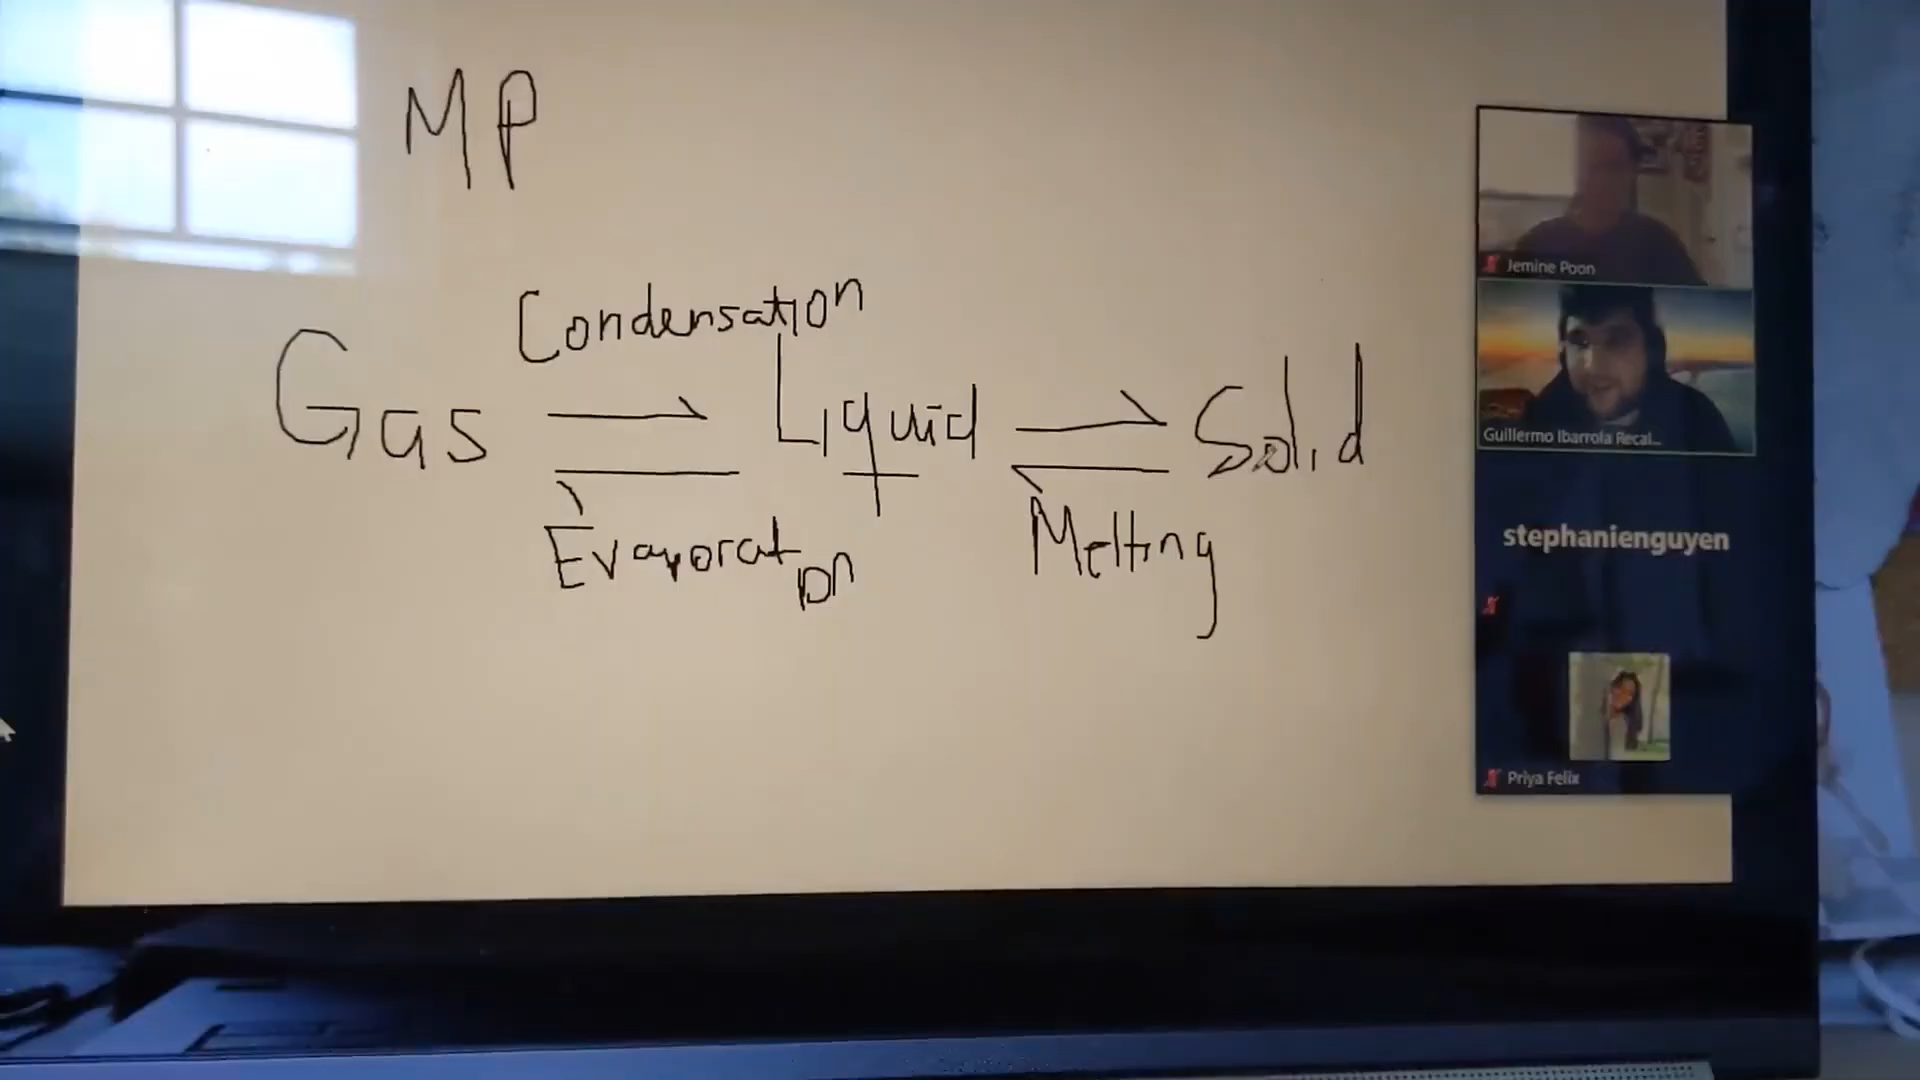 MP
Condensation
Gas Liquid Solid
Evaporation
Melting
Jemine Poon
Guillermo Ibarrola Recal...
stephanienguyen
Priya Felix